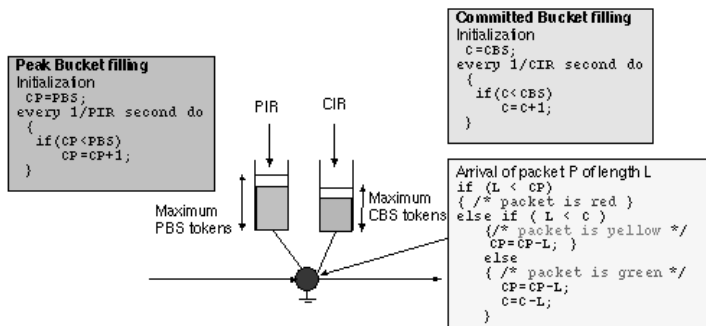 Peak Bucket filling
Initialization
CP=PBS;
every 1/PIR second do
{
if(CP<PBS)
CP=CP+1;
}
PIR
CIR
Maximum
PBS tokens
Maximum
CBS tokens
Committed Bucket filling
Initialization
C=CBS;
every 1/CIR second do
{
if(C<CBS)
C=C+1;
}
Arrival of packet P of length L
if (L < CP)
{ /* packet is red }
else if ( L < C )
{/* packet is yellow */
CP=CP-L; }
else
{ /* packet is green */
CP=CP-L;
C=C-L;
}